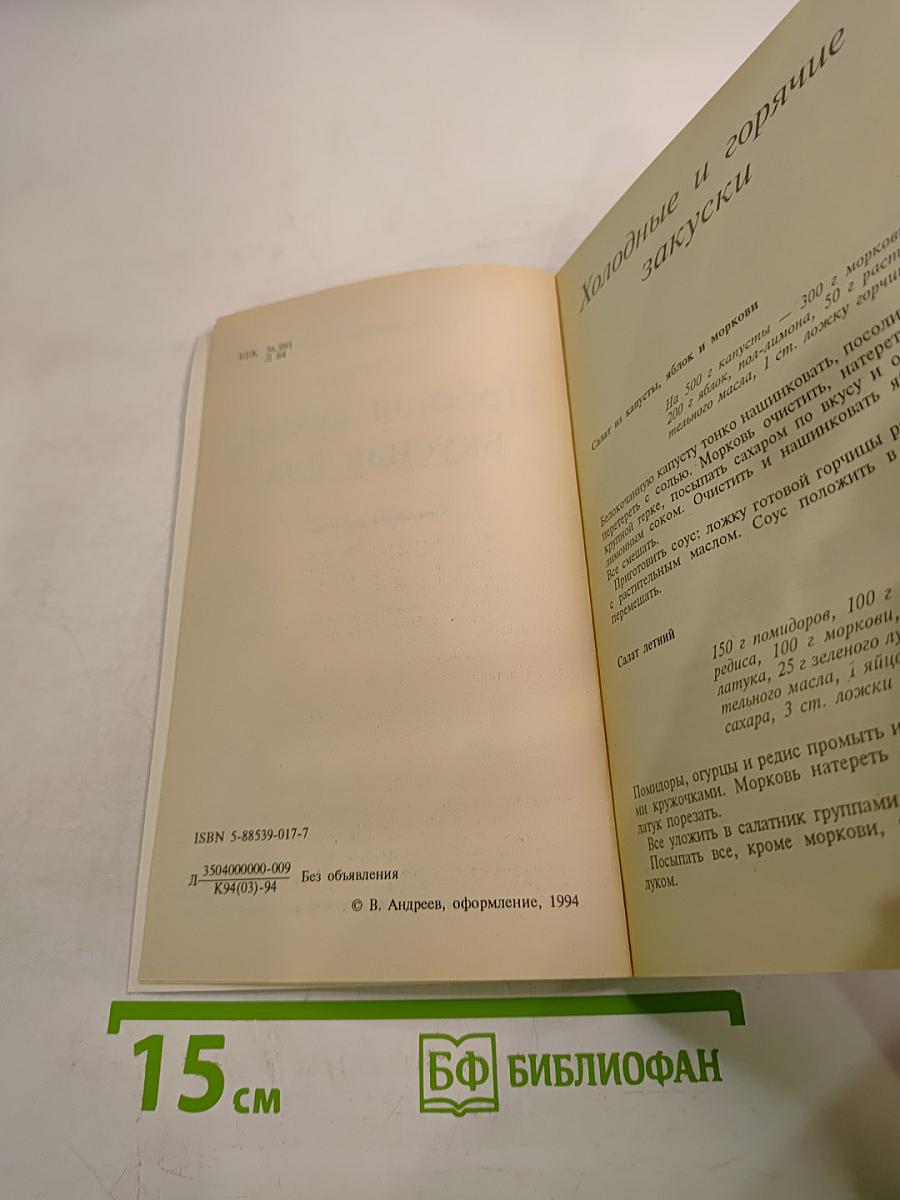 ББК 36.991
Л 84
ISBN 5-88539-017-7
Л 3504000000-009
К94(03)-94
Без объявления
© В. Андреев, оформление, 1994
Холодные и горячие
закуски
Салат из капусты, яблок и моркови
На 500 г капусты — 300 г моркови
200 г яблок, пол-лимона, 50 г расти
тельного масла, 1 ст. ложку горчи
Белокочанную капусту тонко нашинковать, посоли
перетереть с солью. Морковь очистить, натерет
крупной терке, посыпать сахаром по вкусу и о
лимонным соком. Очистить и нашинковать я
Все смешать.
Приготовить соус: ложку готовой горчицы р
с растительным маслом. Соус положить в
перемешать.
Салат летний
150 г помидоров, 100 г
редиса, 100 г моркови,
латука, 25 г зеленого лу
тельного масла, 1 яйцо
сахара, 3 ст. ложки
Помидоры, огурцы и редис промыть и
ми кружочками. Морковь натереть
латук порезать.
Все уложить в салатник группами,
Посыпать все, кроме моркови,
луком.
15 см
БФ БИБЛИОФАН